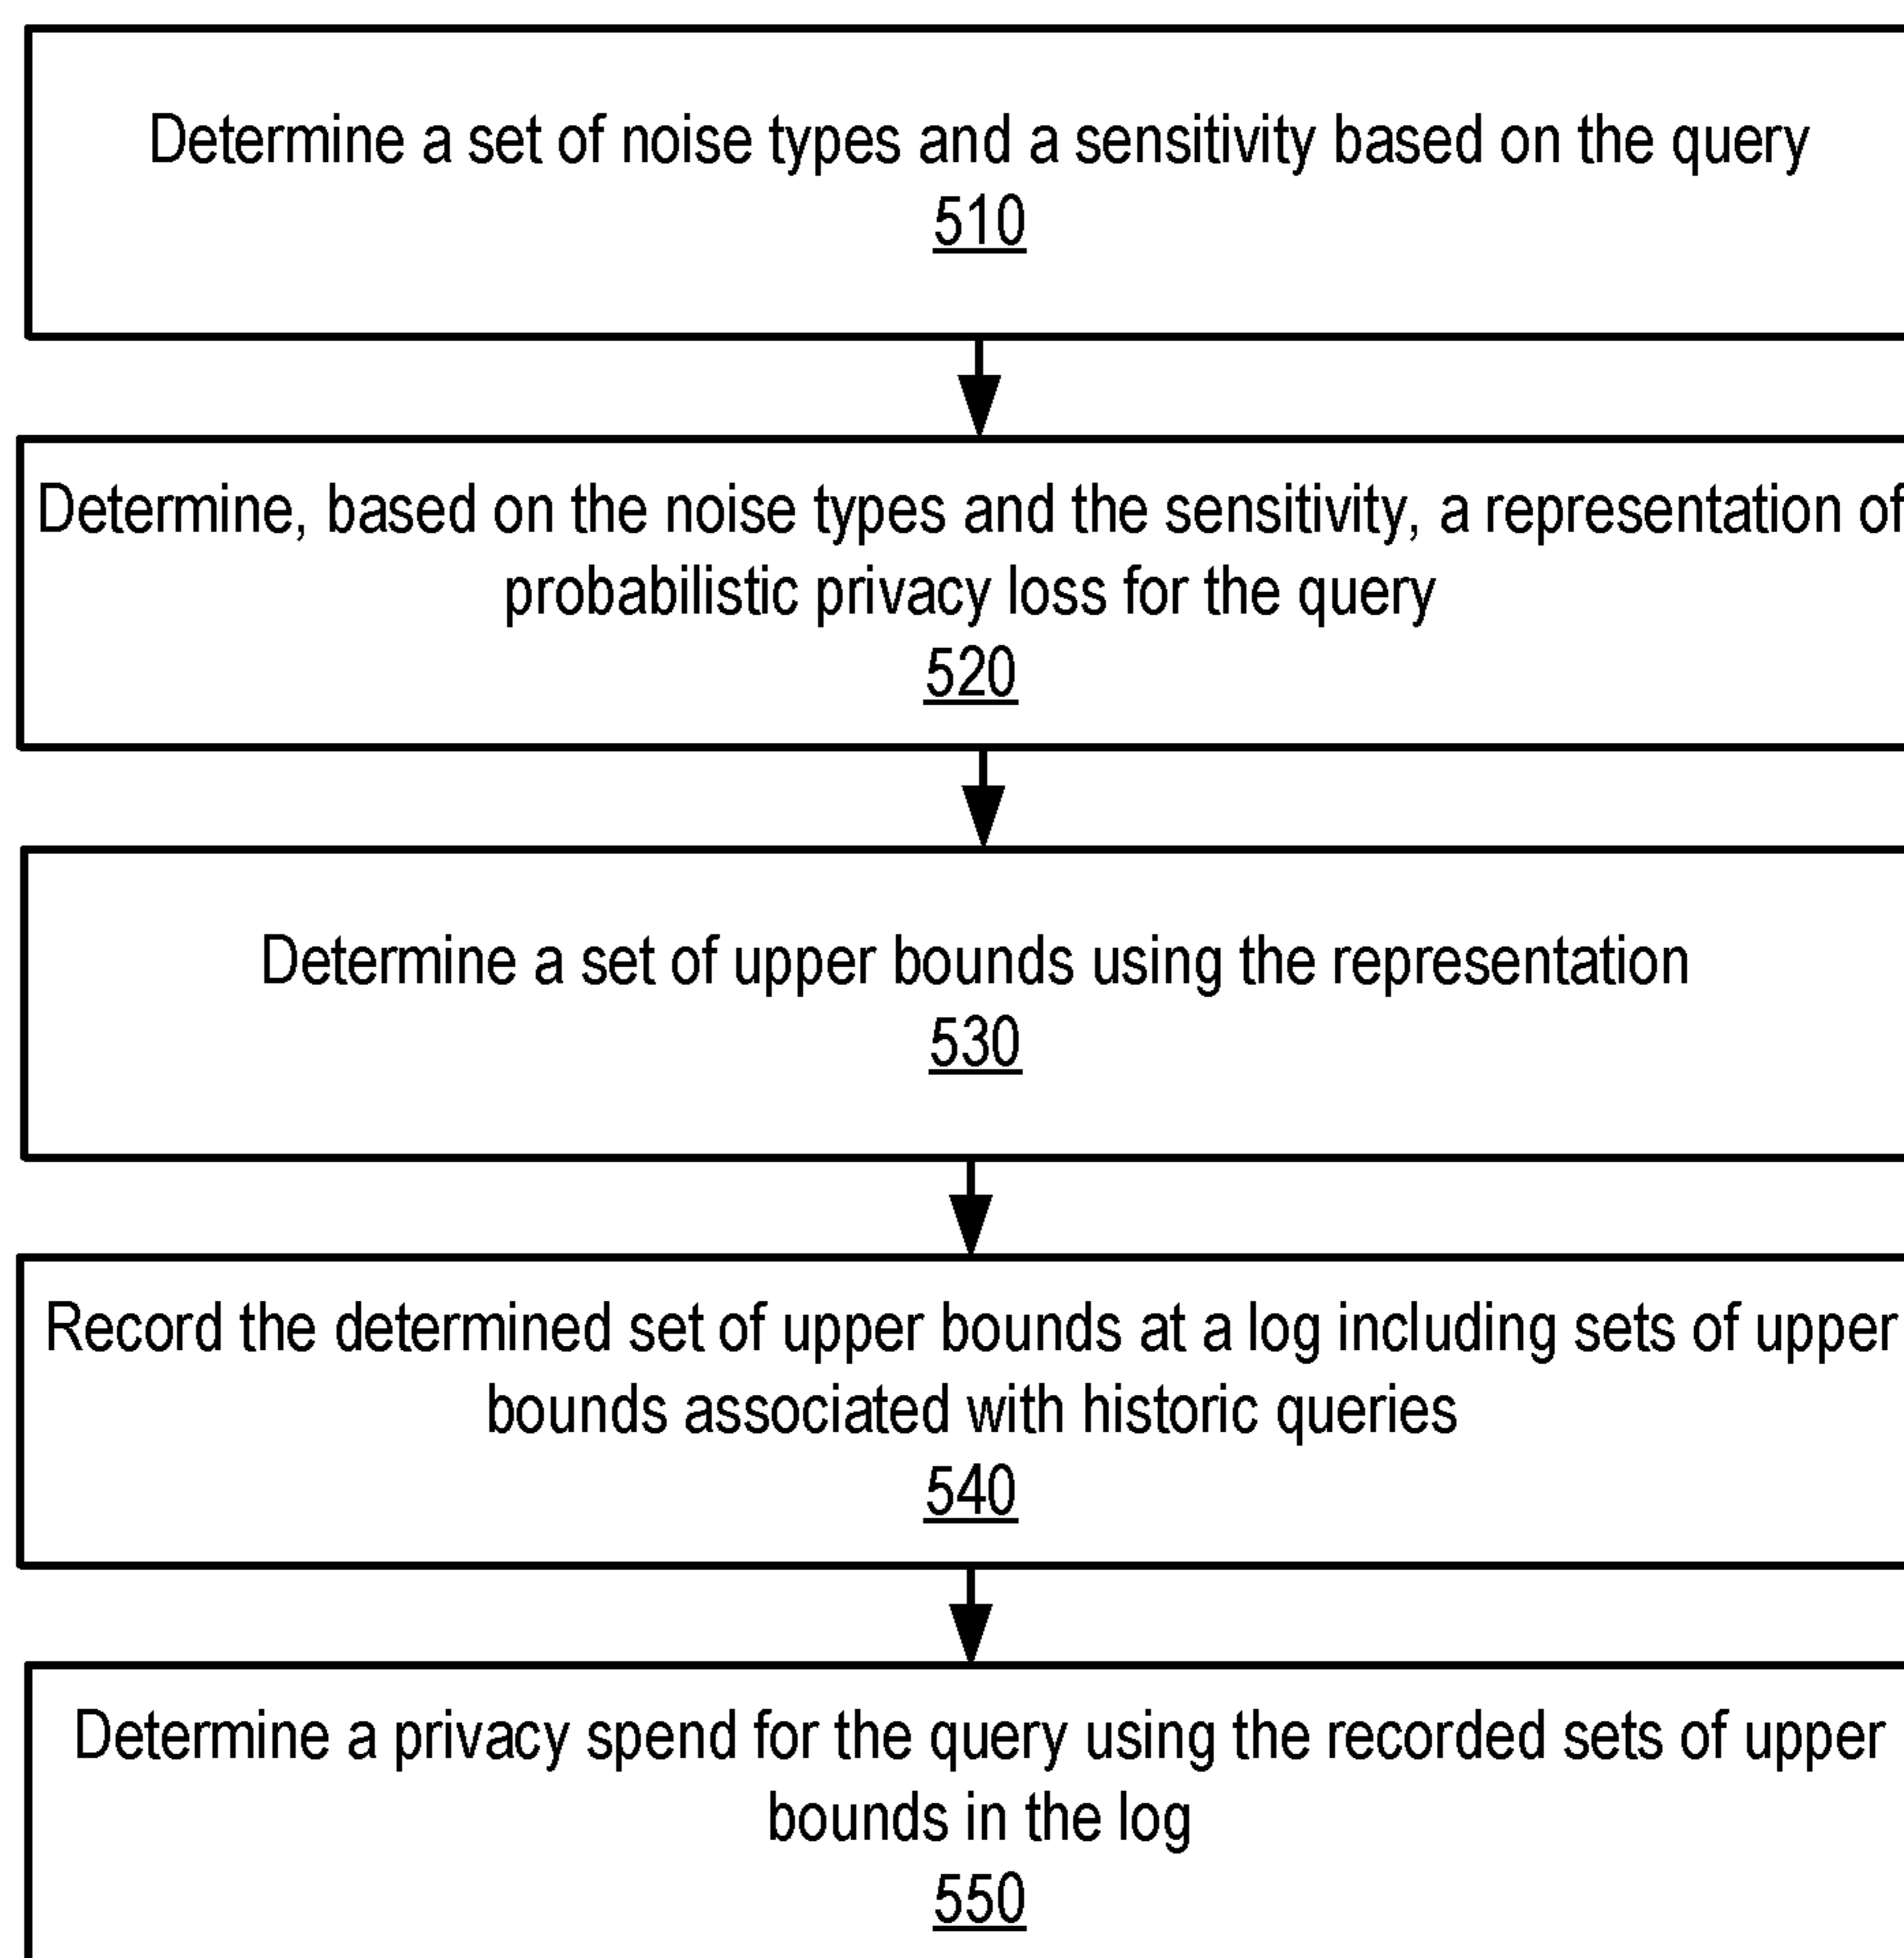 Determine a set of noise types and a sensitivity based on the query
510
Determine, based on the noise types and the sensitivity, a representation of
probabilistic privacy loss for the query
520
Determine a set of upper bounds using the representation
530
Record the determined set of upper bounds at a log including sets of upper
bounds associated with historic queries
540
Determine a privacy spend for the query using the recorded sets of upper
bounds in the log
550